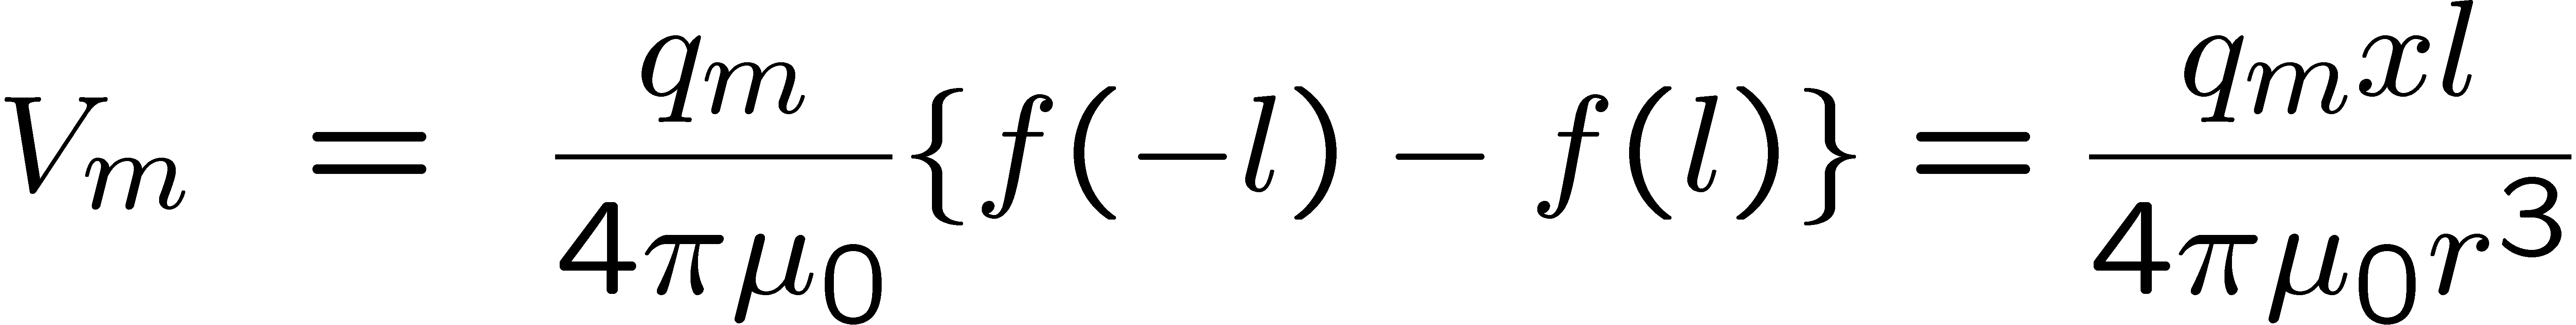 $V_m = \frac{q_m}{4\pi\mu_0}\{f(-l) - f(l)\} = \frac{q_m x l}{4\pi\mu_0 r^3}$